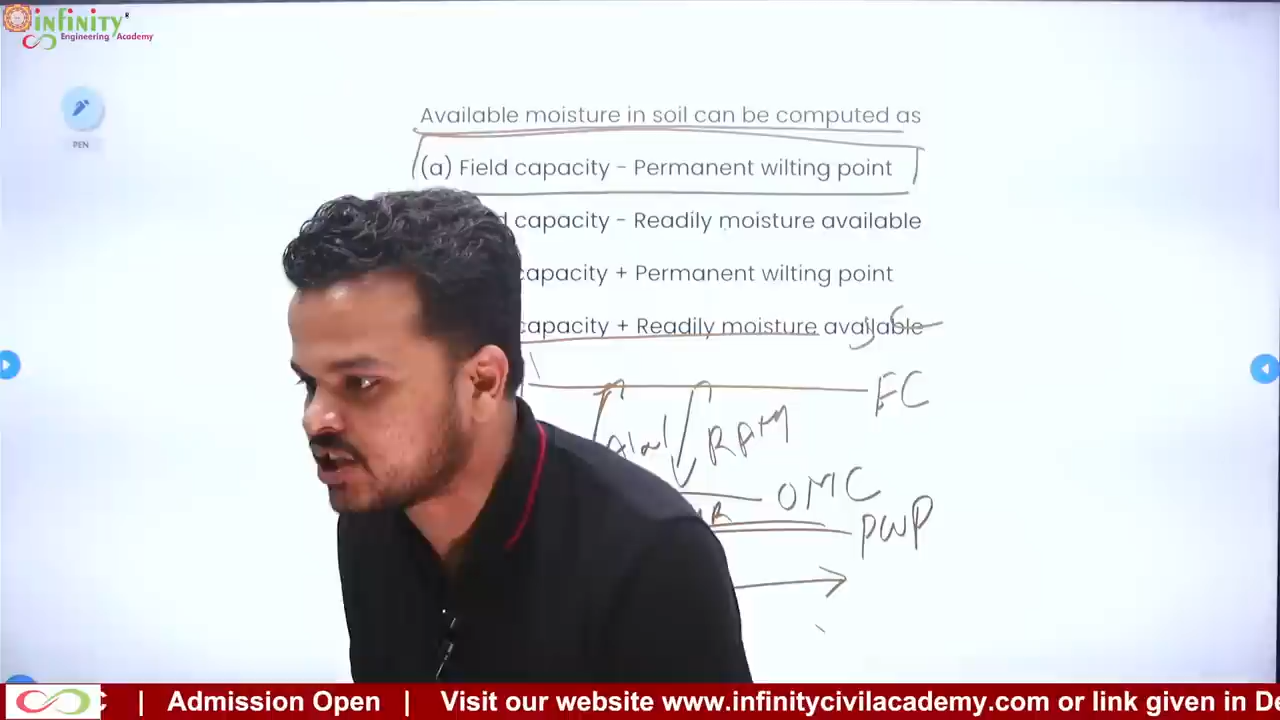 infinity
Engineering Academy
PEN
Available moisture in soil can be computed as
(a) Field capacity - Permanent wilting point
capacity - Readily moisture available
capacity + Permanent wilting point
capacity + Readily moisture available
FC
RAM
OMC
PWP
| Admission Open | Visit our website www.infinitycivilacademy.com or link given in De